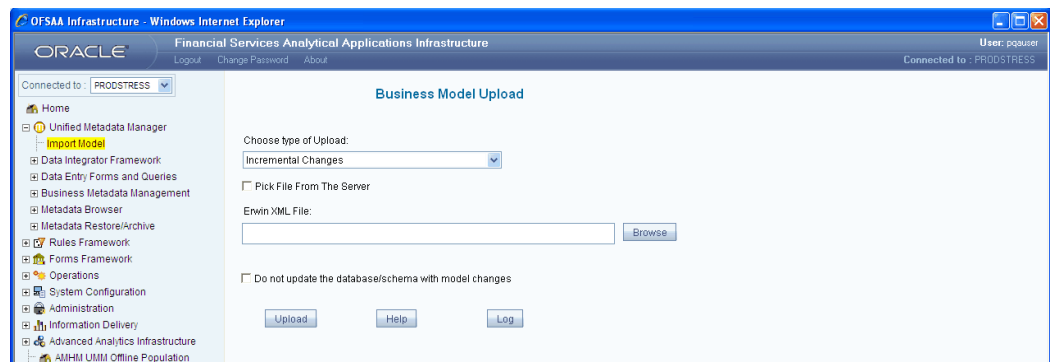 OFSAA Infrastructure - Windows Internet Explorer
ORACLE
Financial Services Analytical Applications Infrastructure
User: pqauser
Logout Change Password About
Connected to : PRODSTRESS
Connected to : PRODSTRESS
Home
Unified Metadata Manager
Import Model
Data Integrator Framework
Data Entry Forms and Queries
Business Metadata Management
Metadata Browser
Metadata Restore/Archive
Rules Framework
Forms Framework
Operations
System Configuration
Administration
Information Delivery
Advanced Analytics Infrastructure
AMHM UMM Offline Population
Business Model Upload
Choose type of Upload:
Incremental Changes
Pick File From The Server
Erwin XML File:
Browse
Do not update the database/schema with model changes
Upload Help Log